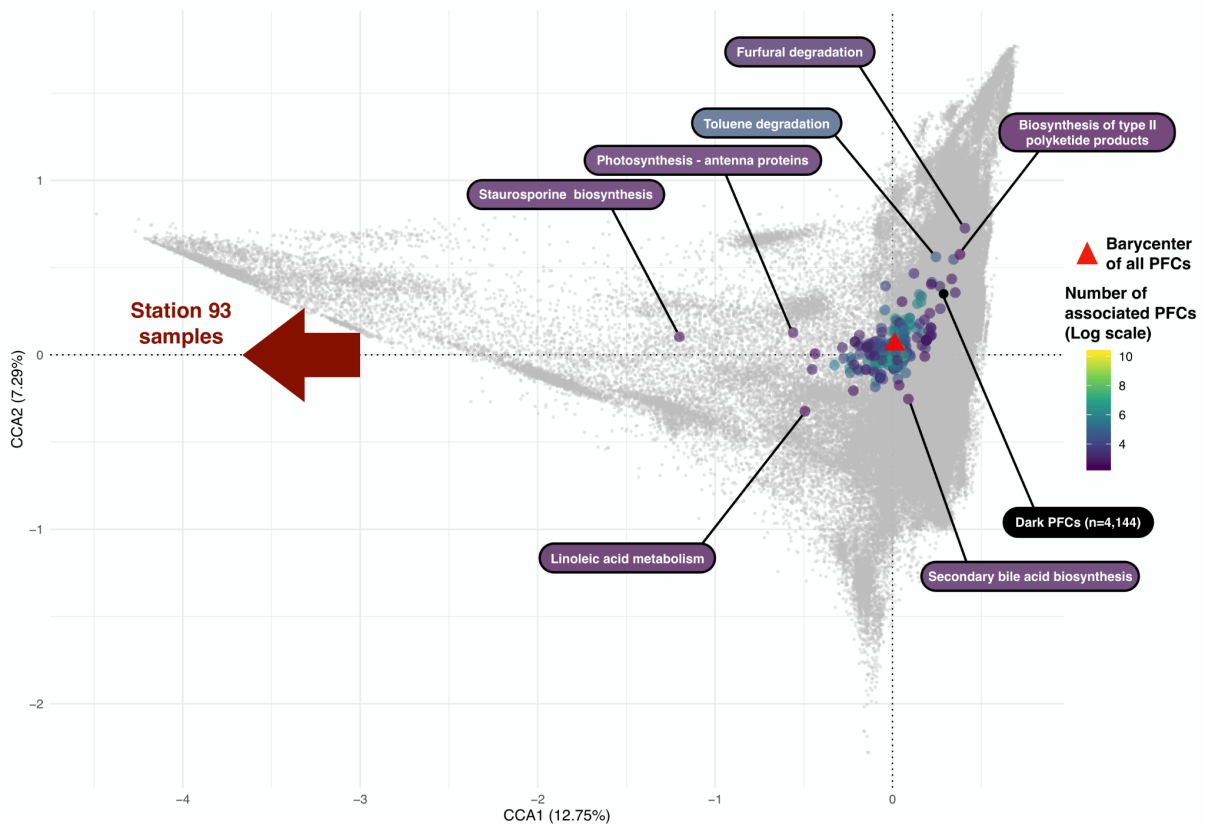 Furfural degradation
Toluene degradation
Biosynthesis of type II
polyketide products
Photosynthesis - antenna proteins
Staurosporine biosynthesis
1
Barycenter
of all PFCs
Number of
associated PFCs
(Log scale)
10
8
6
4
Station 93
samples
0
CCA2 (7.29%)
Dark PFCs (n=4,144)
−1
Linoleic acid metabolism
Secondary bile acid biosynthesis
−2
−4
−3
−2
−1
0
CCA1 (12.75%)